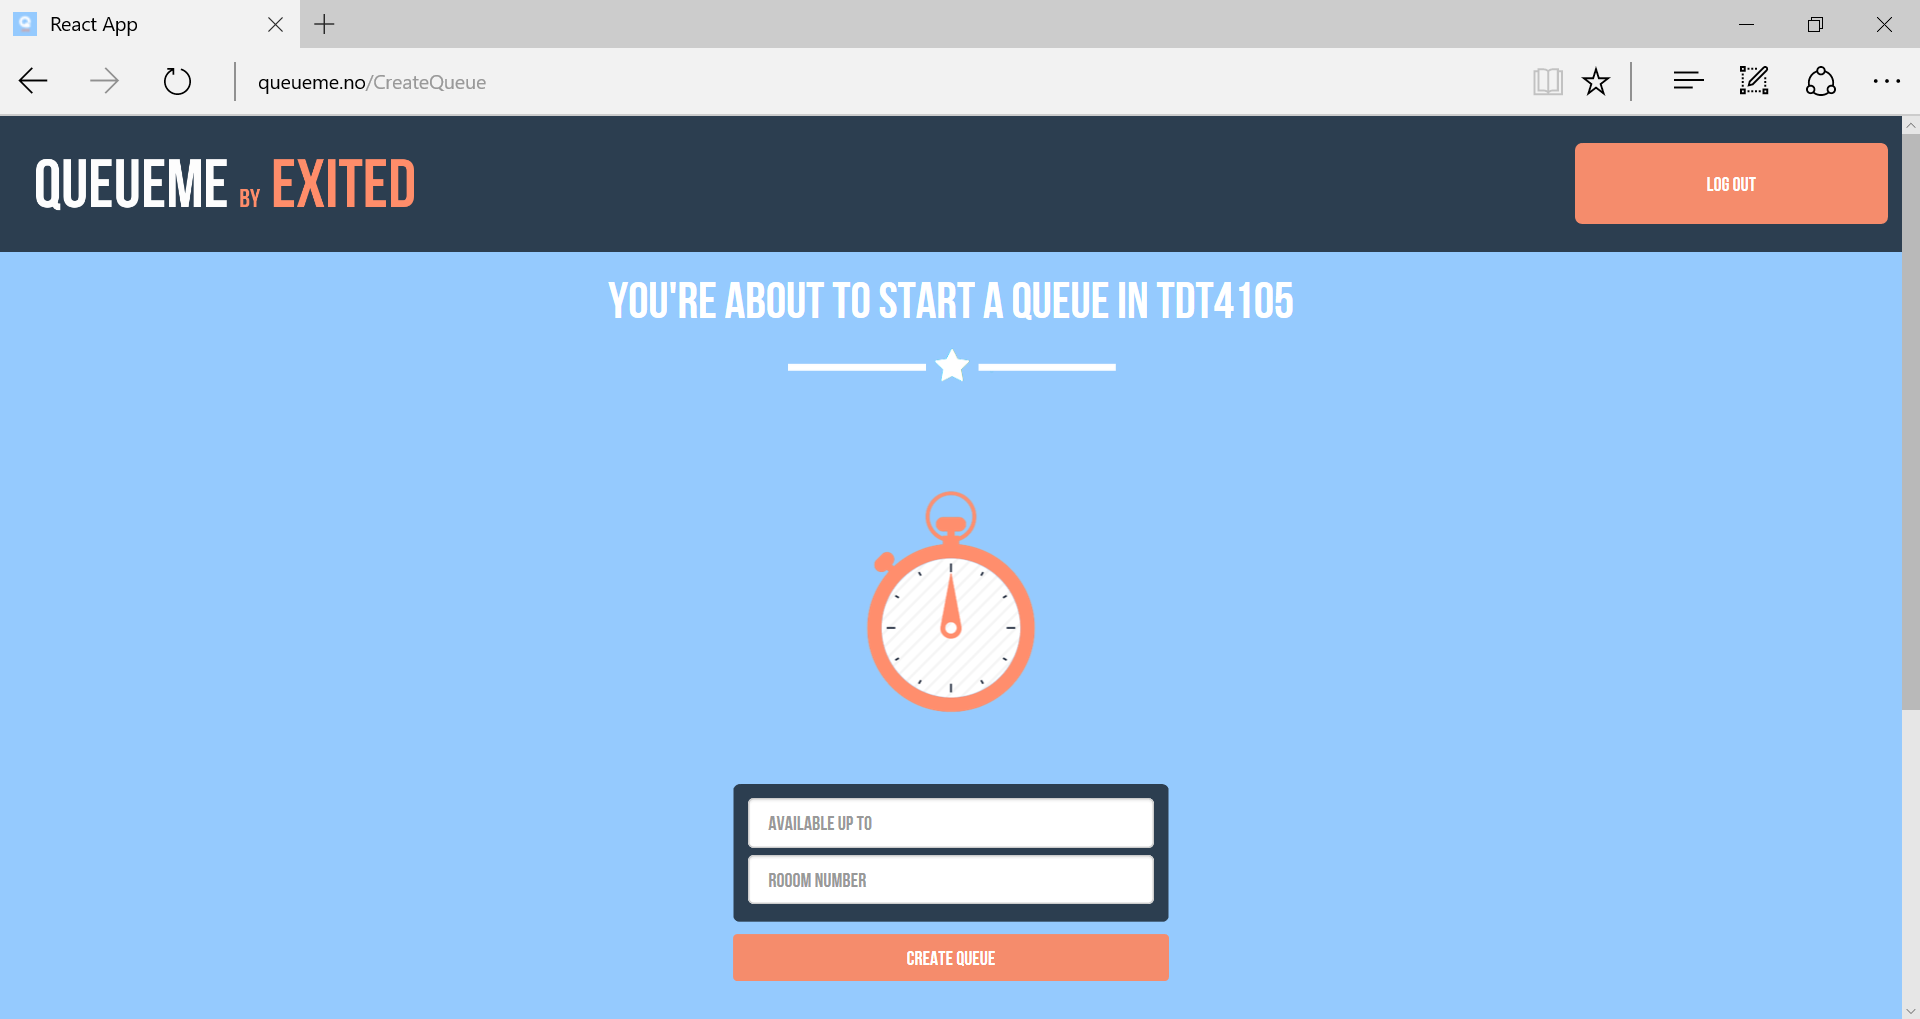 React App
queueme.no/CreateQueue
QUEUEME BY EXITED
LOG OUT
YOU'RE ABOUT TO START A QUEUE IN TDT4105
AVAILABLE UP TO
ROOOM NUMBER
CREATE QUEUE